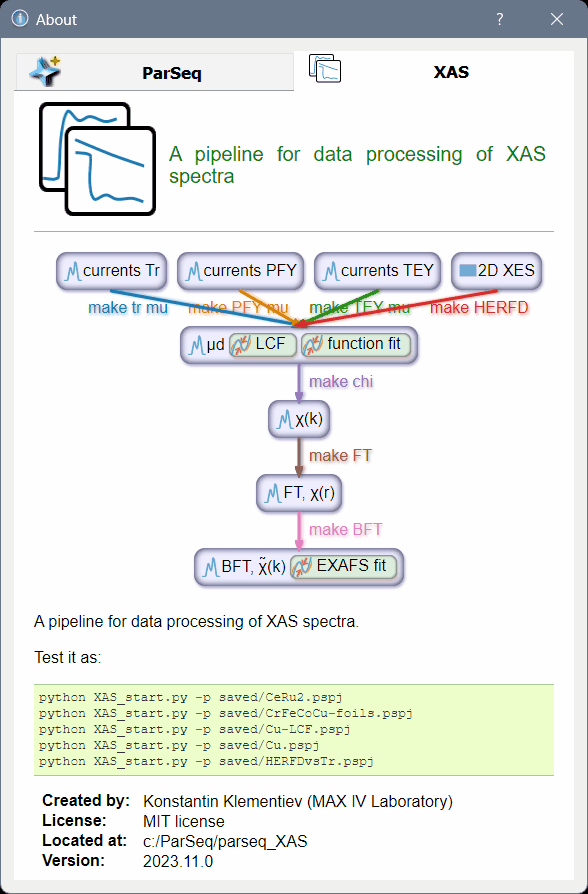 About
ParSeq XAS
A pipeline for data processing of XAS
spectra
currents Tr currents PFY currents TEY 2D XES
make tr mu make PFY mu make TEY mu make HERFD
μd LCF function fit
make chi
χ(k)
make FT
FT, χ(r)
make BFT
BFT, χ̃(k) EXAFS fit
A pipeline for data processing of XAS spectra.
Test it as:
python XAS_start.py -p saved/CeRu2.pspj
python XAS_start.py -p saved/CrFeCoCu-foils.pspj
python XAS_start.py -p saved/Cu-LCF.pspj
python XAS_start.py -p saved/Cu.pspj
python XAS_start.py -p saved/HERFDvsTr.pspj
Created by: Konstantin Klementiev (MAX IV Laboratory)
License: MIT license
Located at: c:/ParSeq/parseq_XAS
Version: 2023.11.0